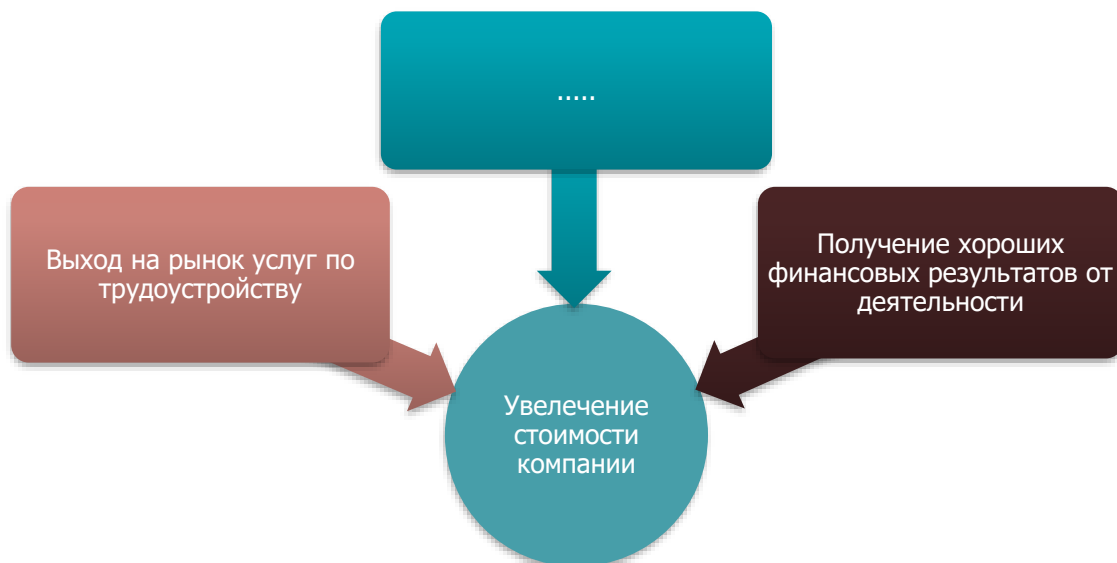 .....
Выход на рынок услуг по
трудоустройству
Получение хороших
финансовых результатов от
деятельности
Увелечение
стоимости
компании